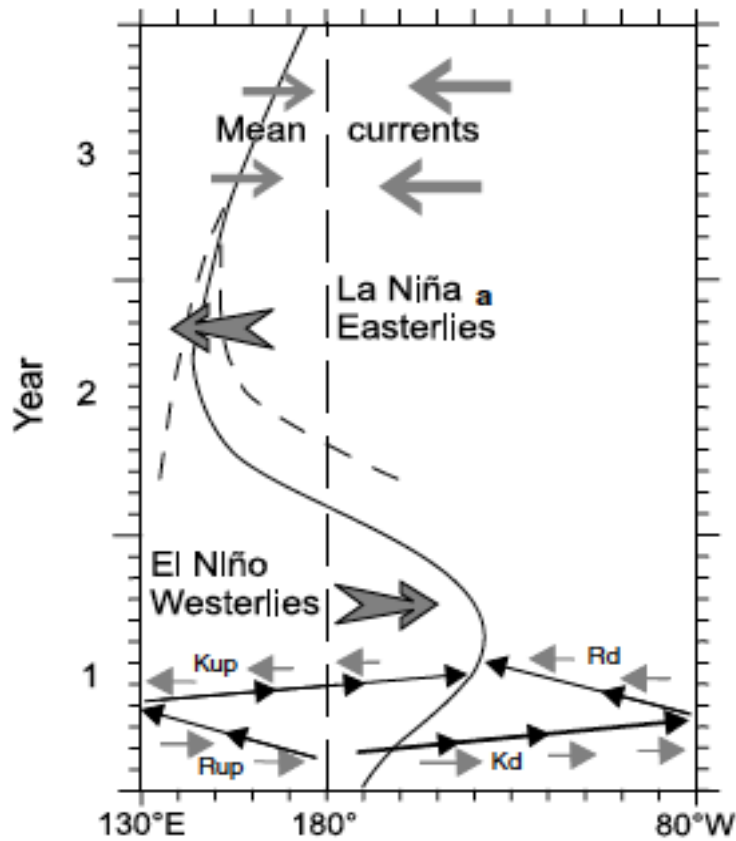 3
Mean currents
La Niña a
Easterlies
Year
2
El NIño
Westerlies
1
Kup
Rd
Rup
Kd
130°E
180°
80°W